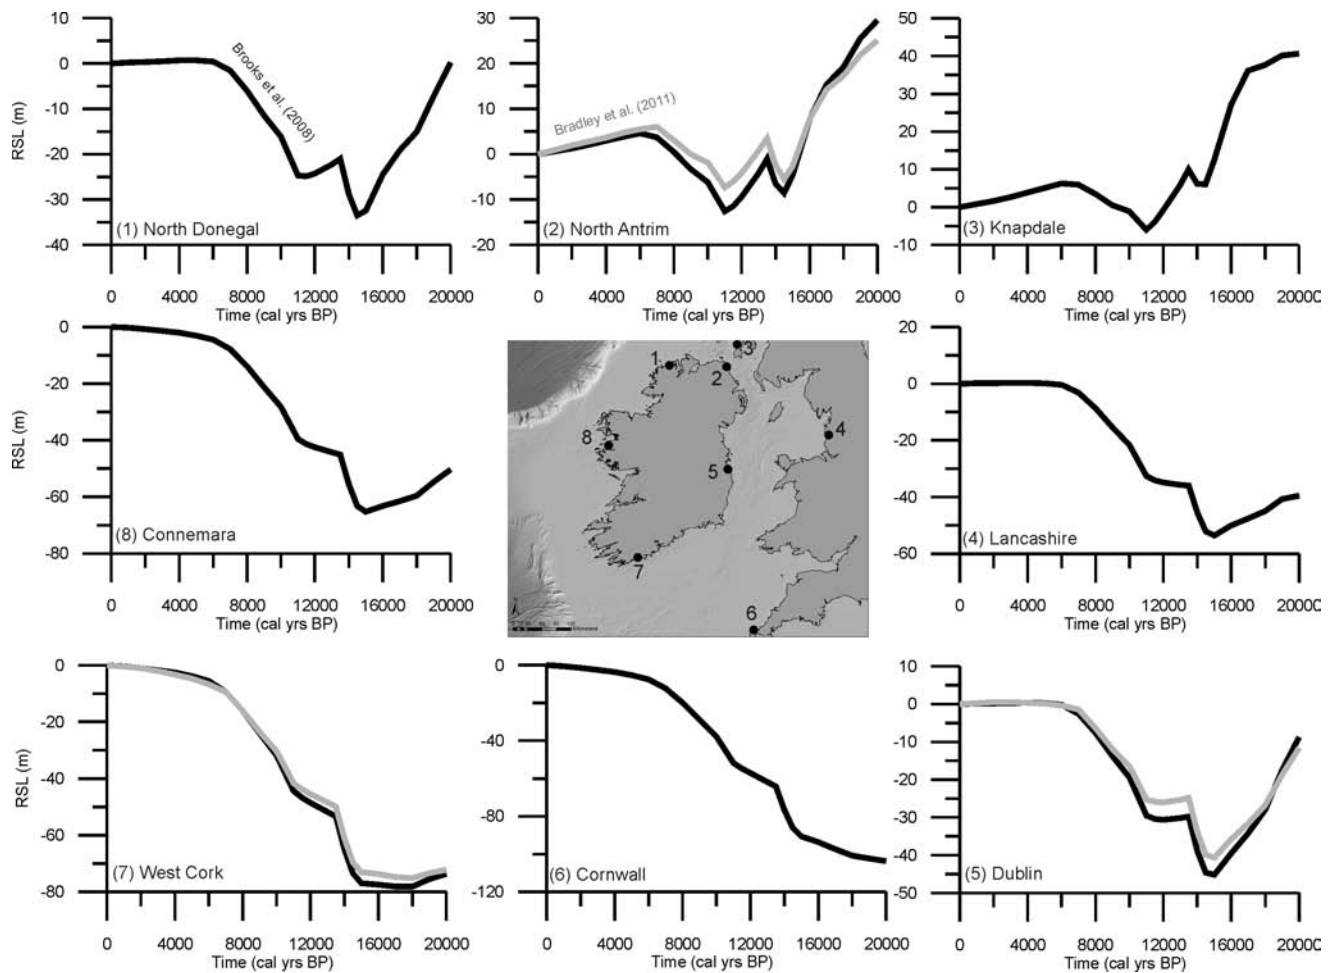 10
0
-10
-20
-30
-40
RSL (m)
Brooks et al. (2008)
(1) North Donegal
0 4000 8000 12000 16000 20000
Time (cal yrs BP)
30
20
10
0
-10
-20
Bradley et al. (2011)
(2) North Antrim
0 4000 8000 12000 16000 20000
Time (cal yrs BP)
50
40
30
20
10
0
-10
(3) Knapdale
0 4000 8000 12000 16000 20000
Time (cal yrs BP)
0
-20
-40
-60
-80
RSL (m)
(8) Connemara
0 4000 8000 12000 16000 20000
Time (cal yrs BP)
1
2
3
4
5
6
7
8
20
0
-20
-40
-60
(4) Lancashire
0 4000 8000 12000 16000 20000
Time (cal yrs BP)
0
-20
-40
-60
-80
RSL (m)
(7) West Cork
0 4000 8000 12000 16000 20000
Time (cal yrs BP)
0
-40
-80
-120
(6) Cornwall
0 4000 8000 12000 16000 20000
Time (cal yrs BP)
10
0
-10
-20
-30
-40
-50
(5) Dublin
0 4000 8000 12000 16000 20000
Time (cal yrs BP)